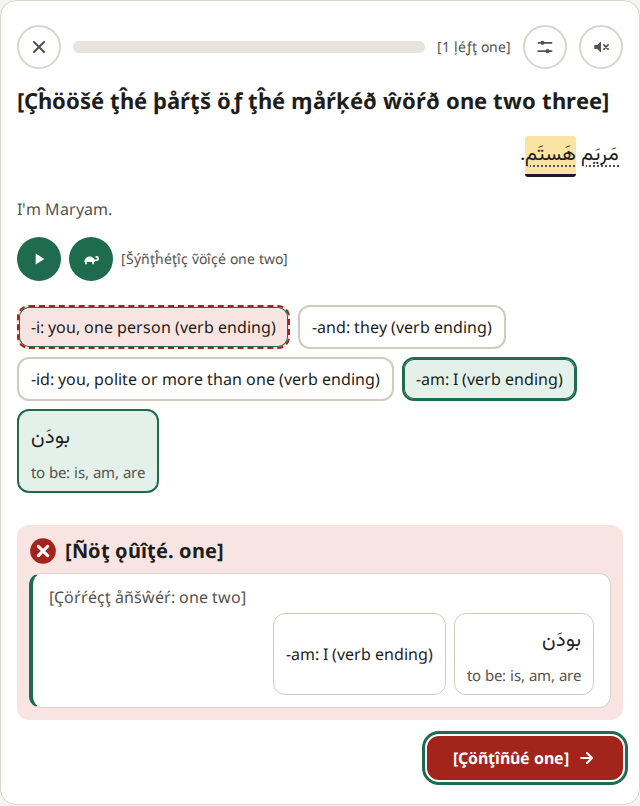 [1 ļéƒţ one]
[Çĥööšé ţĥé þåŕţš öƒ ţĥé ɱåŕķéð ŵöŕð one two three]
مَریَم هَستَم.
I'm Maryam.
[Šýñţĥéţîç ṽöîçé one two]
-i: you, one person (verb ending)
-and: they (verb ending)
-id: you, polite or more than one (verb ending)
-am: I (verb ending)
بودَن
to be: is, am, are
[Ñöţ ǫûîţé. one]
[Çöŕŕéçţ åñšŵéŕ: one two]
بودَن
to be: is, am, are
-am: I (verb ending)
[Çöñţîñûé one]